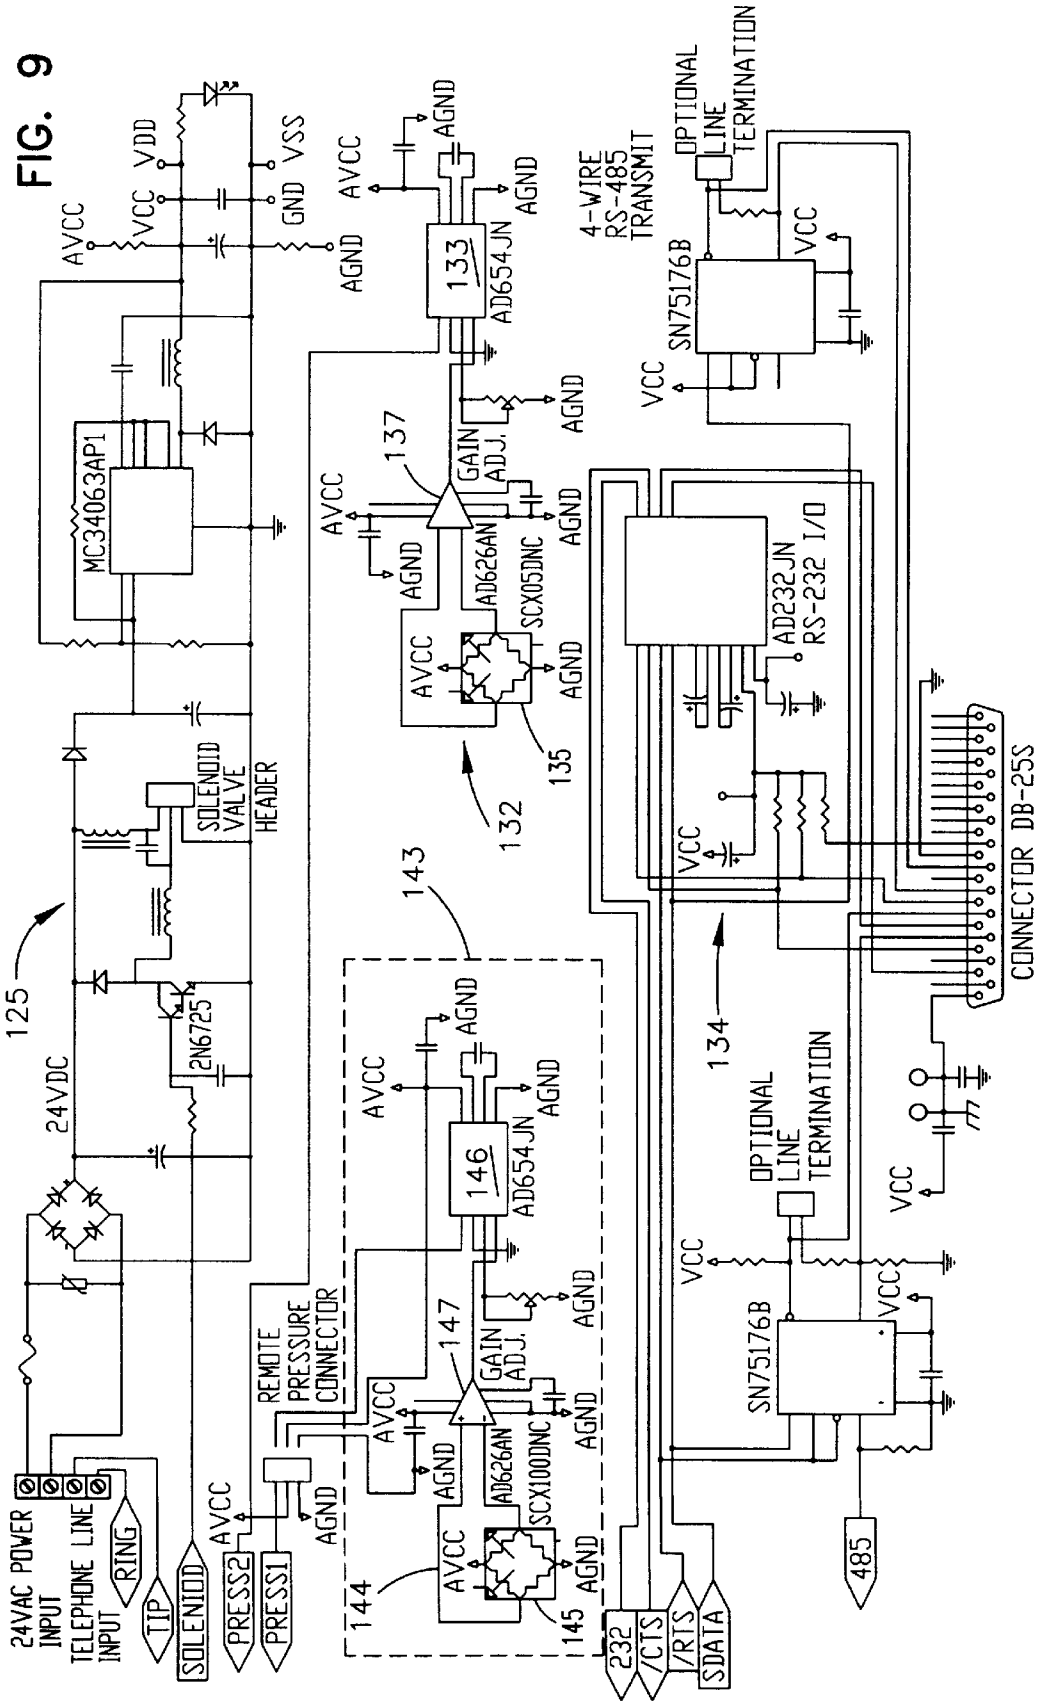 FIG. 9
125
24VDC
24VAC POWER
INPUT
TELEPHONE LINE
INPUT
RING
TIP
SOLENIOD
2N6725
SOLENOID
VALVE
HEADER
MC34063AP1
AVCC
VCC
VDD
AGND
GND
VSS
PRESS2
PRESS1
AVCC
AGND
REMOTE
PRESSURE
CONNECTOR
143
144
AVCC
145
AGND
SCX100DNC
AD626AN
AGND
AVCC
147
AGND
GAIN
ADJ.
AGND
146
AD654JN
AVCC
AGND
AGND
132
135
AVCC
AGND
SCX05DNC
AD626AN
AGND
AVCC
137
AGND
GAIN
ADJ.
AGND
133
AD654JN
AVCC
AGND
AGND
232
/CTS
/RTS
SDATA
485
SN75176B
VCC
VCC
OPTIONAL
LINE
TERMINATION
134
VCC
AD232JN
RS-232 I/O
VCC
SN75176B
VCC
4-WIRE
RS-485
TRANSMIT
OPTIONAL
LINE
TERMINATION
VCC
CONNECTOR DB-25S